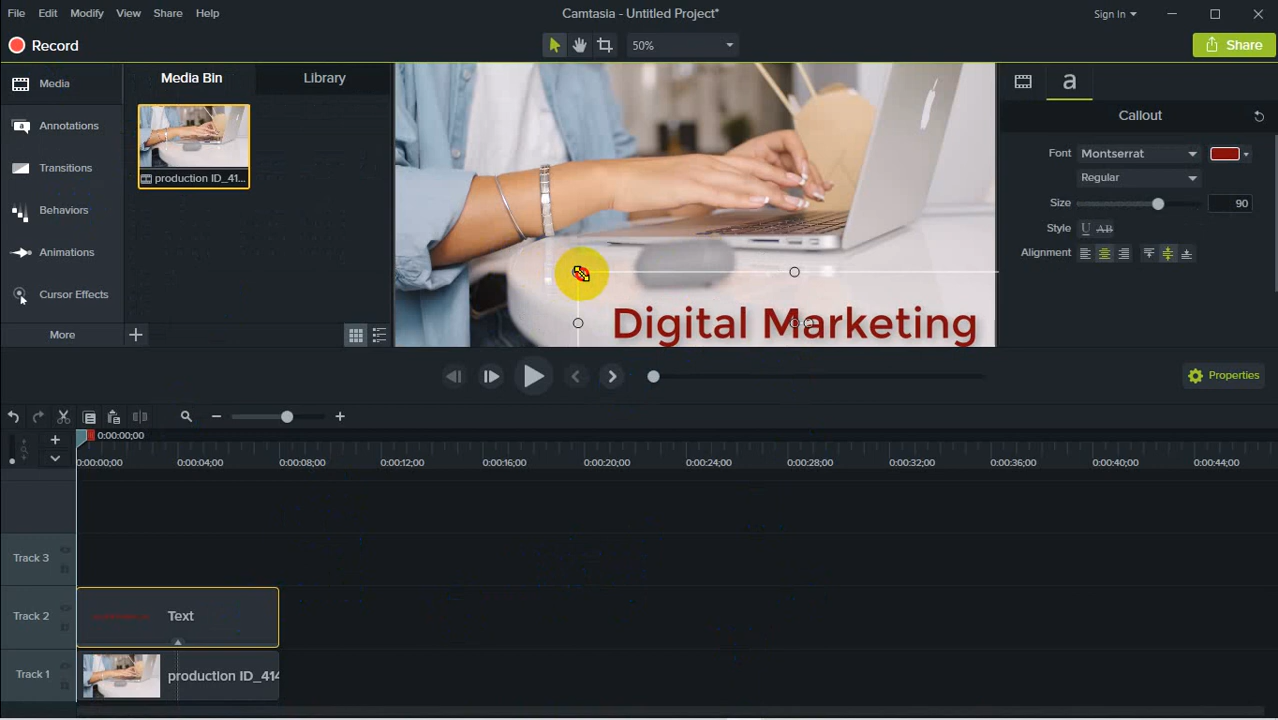 File Edit Modify View Share Help
Camtasia - Untitled Project*
Sign In
Record
50%
Share
Media
Annotations
Transitions
Behaviors
Animations
Cursor Effects
More
Media Bin
Library
production ID_41...
Digital Marketing
a
Callout
Font Montserrat
Regular
Size 90
Style U AB
Alignment
Properties
0:00:00;00
0:00:00;00 0:00:04;00 0:00:08;00 0:00:12;00 0:00:16;00 0:00:20;00 0:00:24;00 0:00:28;00 0:00:32;00 0:00:36;00 0:00:40;00 0:00:44;00
Track 3
Track 2
Text
Track 1
production ID_414